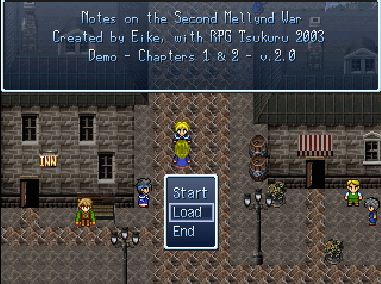 Notes on the Second Mellynd War
Created by Eike, with RPG Tsukuru 2003
Demo - Chapters 1 & 2 - v.2.0
INN
Start
Load
End